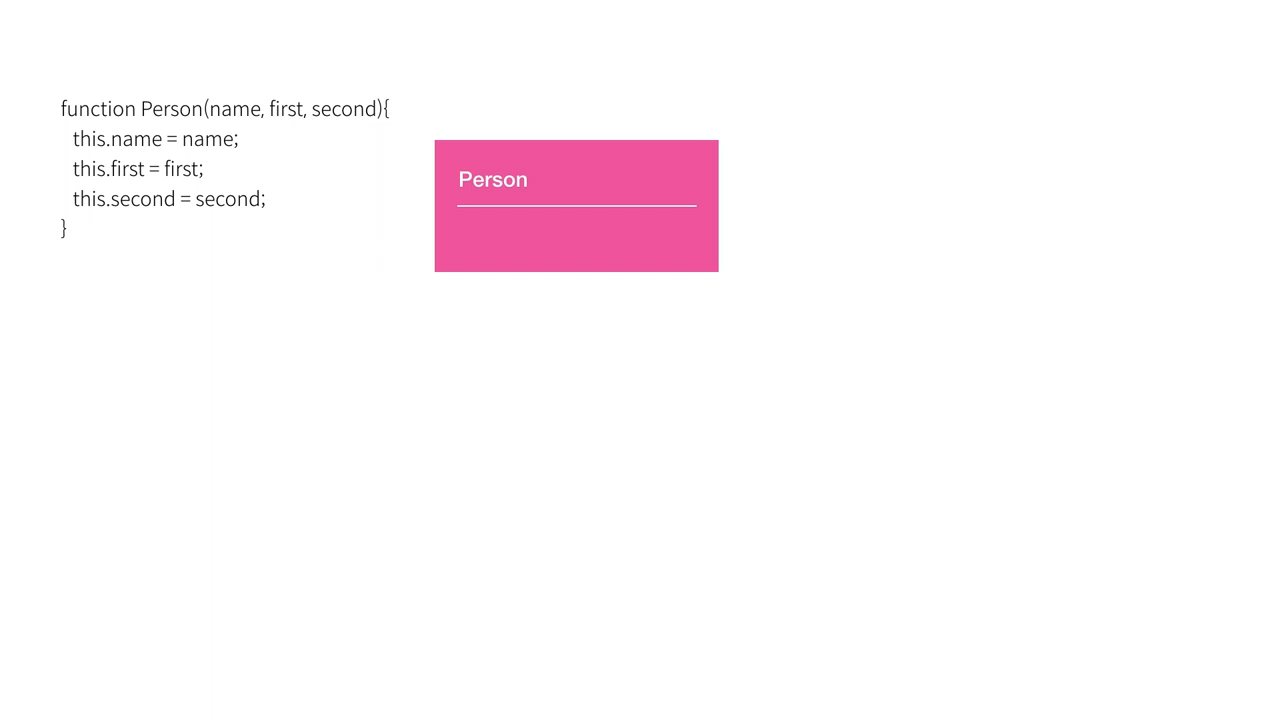 function Person(name, first, second){
this.name = name;
this.first = first;
this.second = second;
}
Person